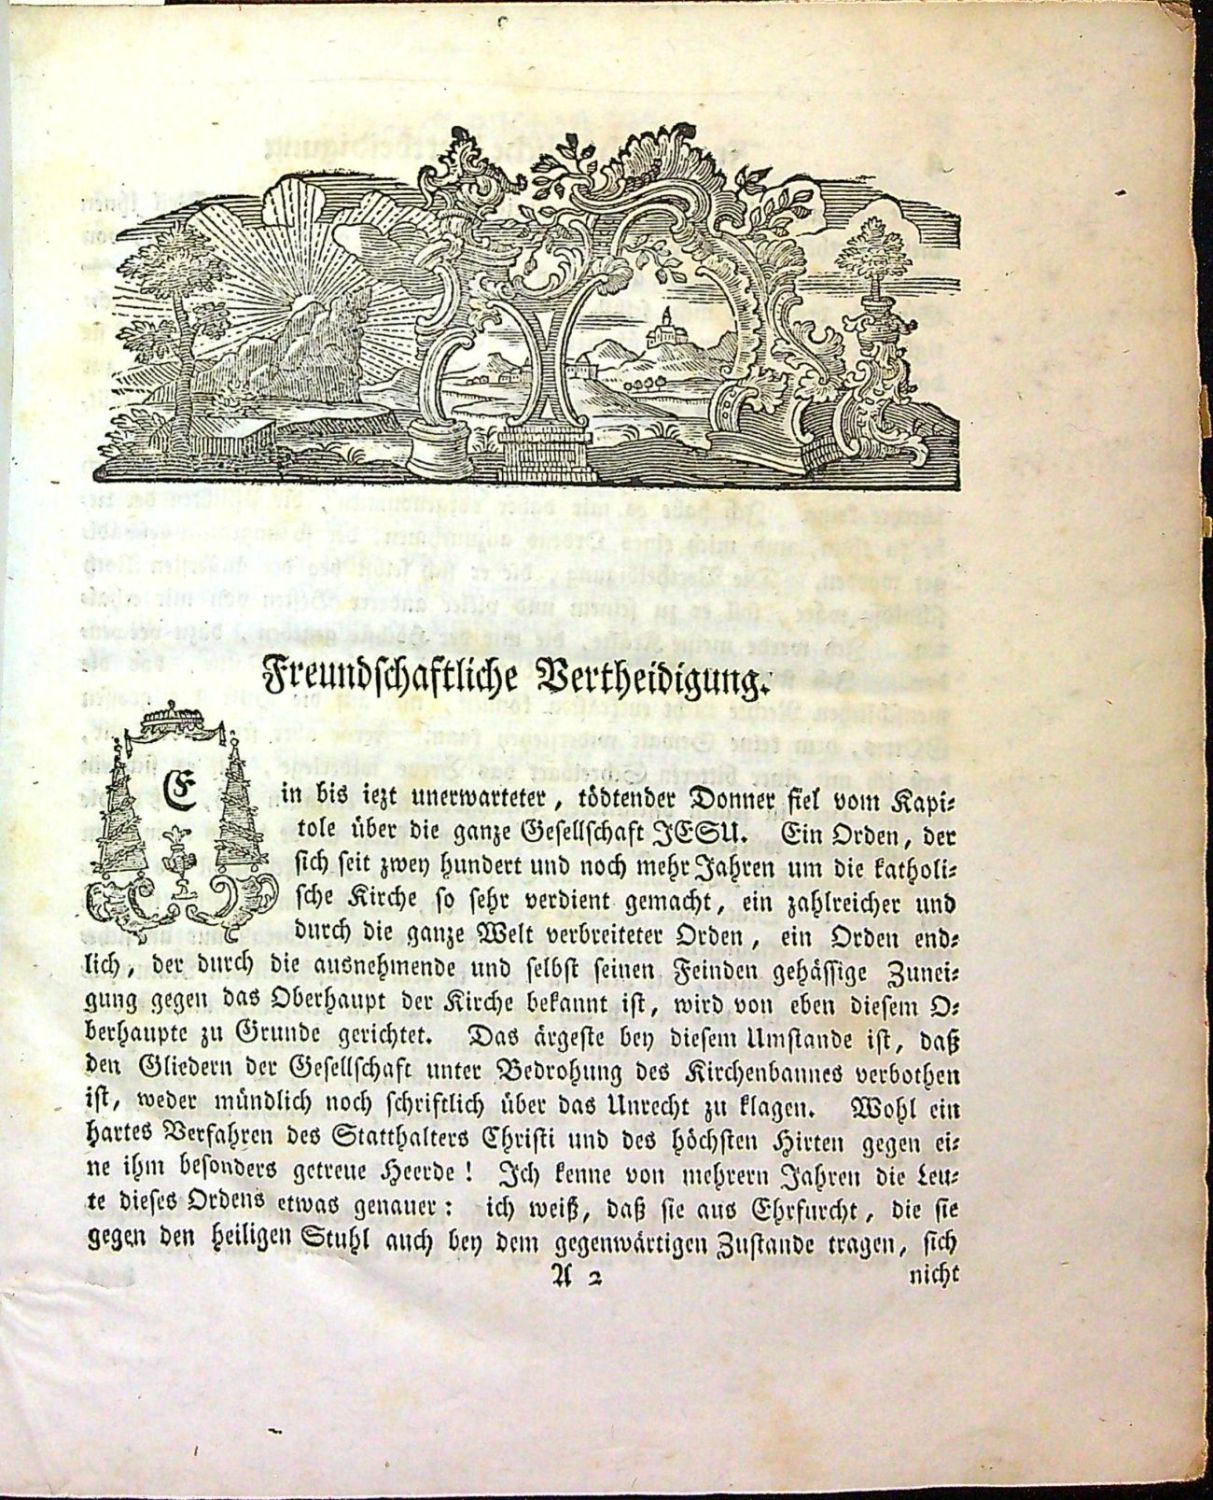 Freundschaftliche Vertheidigung.
Ein bis iezt unerwarteter, tödtender Donner fiel vom Kapi-
tole über die ganze Gesellschaft JESU. Ein Orden, der
sich seit zwey hundert und noch mehr Jahren um die katholi-
sche Kirche so sehr verdient gemacht, ein zahlreicher und
durch die ganze Welt verbreiteter Orden, ein Orden end-
lich, der durch die ausnehmende und selbst seinen Feinden gehässige Zunei-
gung gegen das Oberhaupt der Kirche bekannt ist, wird von eben diesem O-
berhaupte zu Grunde gerichtet. Das ärgeste bey diesem Umstande ist, daß
den Gliedern der Gesellschaft unter Bedrohung des Kirchenbannes verbothen
ist, weder mündlich noch schriftlich über das Unrecht zu klagen. Wohl ein
hartes Verfahren des Statthalters Christi und des höchsten Hirten gegen ei-
ne ihm besonders getreue Heerde! Ich kenne von mehrern Jahren die Leu-
te dieses Ordens etwas genauer: ich weiß, daß sie aus Ehrfurcht, die sie
gegen den heiligen Stuhl auch bey dem gegenwärtigen Zustande tragen, sich
A 2 nicht